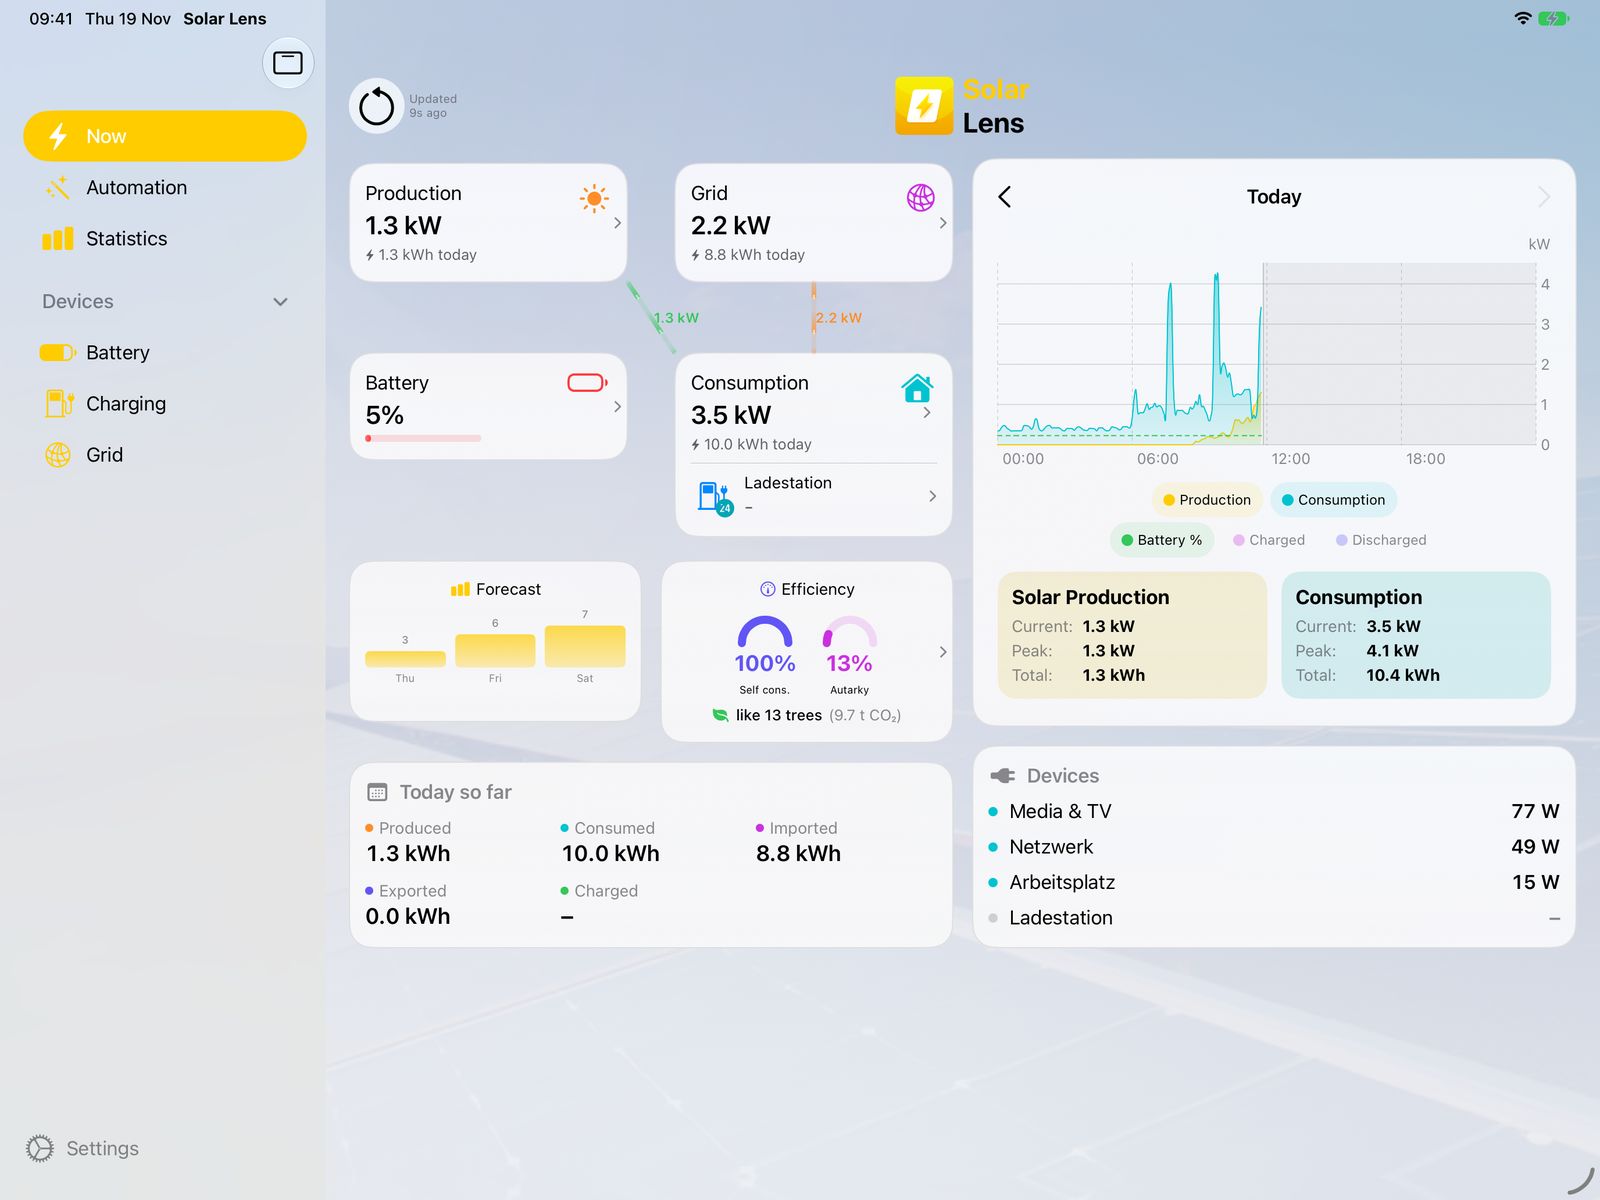 09:41 Thu 19 Nov Solar Lens
Now
Automation
Statistics
Devices
Battery
Charging
Grid
Settings
Updated
9s ago
Solar
Lens
Production
1.3 kW
1.3 kWh today
Grid
2.2 kW
8.8 kWh today
1.3 kW
2.2 kW
Battery
5%
Consumption
3.5 kW
10.0 kWh today
Ladestation
24
–
Forecast
3
6
7
Thu
Fri
Sat
Efficiency
100%
13%
Self cons.
Autarky
like 13 trees (9.7 t CO₂)
Today so far
Produced
1.3 kWh
Consumed
10.0 kWh
Imported
8.8 kWh
Exported
0.0 kWh
Charged
–
Today
kW
4
3
2
1
0
00:00
06:00
12:00
18:00
Production
Consumption
Battery %
Charged
Discharged
Solar Production
Current: 1.3 kW
Peak: 1.3 kW
Total: 1.3 kWh
Consumption
Current: 3.5 kW
Peak: 4.1 kW
Total: 10.4 kWh
Devices
Media & TV 77 W
Netzwerk 49 W
Arbeitsplatz 15 W
Ladestation –